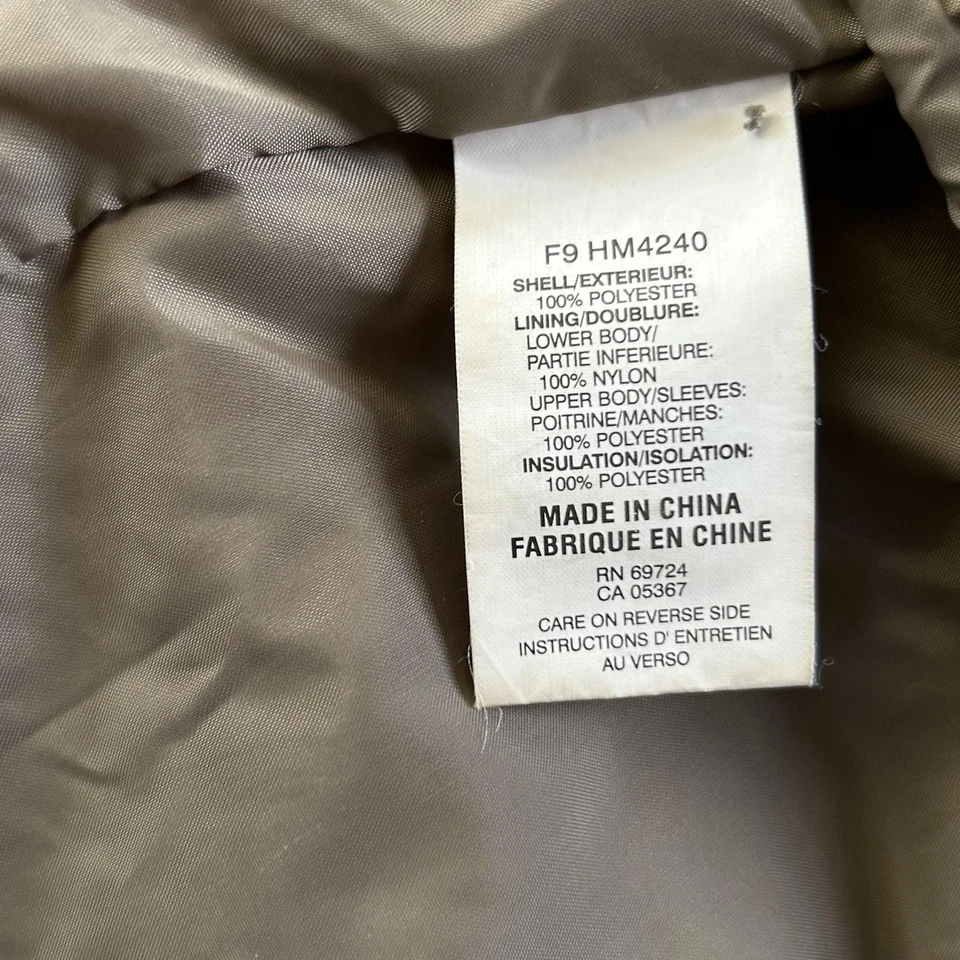 F9 HM4240
SHELL/EXTERIEUR:
100% POLYESTER
LINING/DOUBLURE:
LOWER BODY/
PARTIE INFERIEURE:
100% NYLON
UPPER BODY/SLEEVES:
POITRINE/MANCHES:
100% POLYESTER
INSULATION/ISOLATION:
100% POLYESTER
MADE IN CHINA
FABRIQUE EN CHINE
RN 69724
CA 05367
CARE ON REVERSE SIDE
INSTRUCTIONS D' ENTRETIEN
AU VERSO